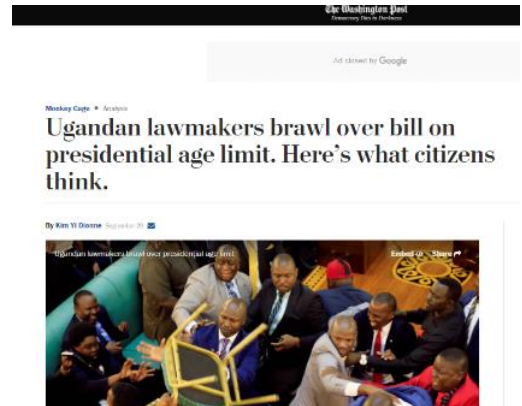 The Washington Post
Democracy Dies in Darkness
Ad closed by Google
Monkey Cage • Analysis
Ugandan lawmakers brawl over bill on
presidential age limit. Here’s what citizens
think.
By Kim Yi Dionne September 29
Ugandan lawmakers brawl over presidential age limit
Embed Share